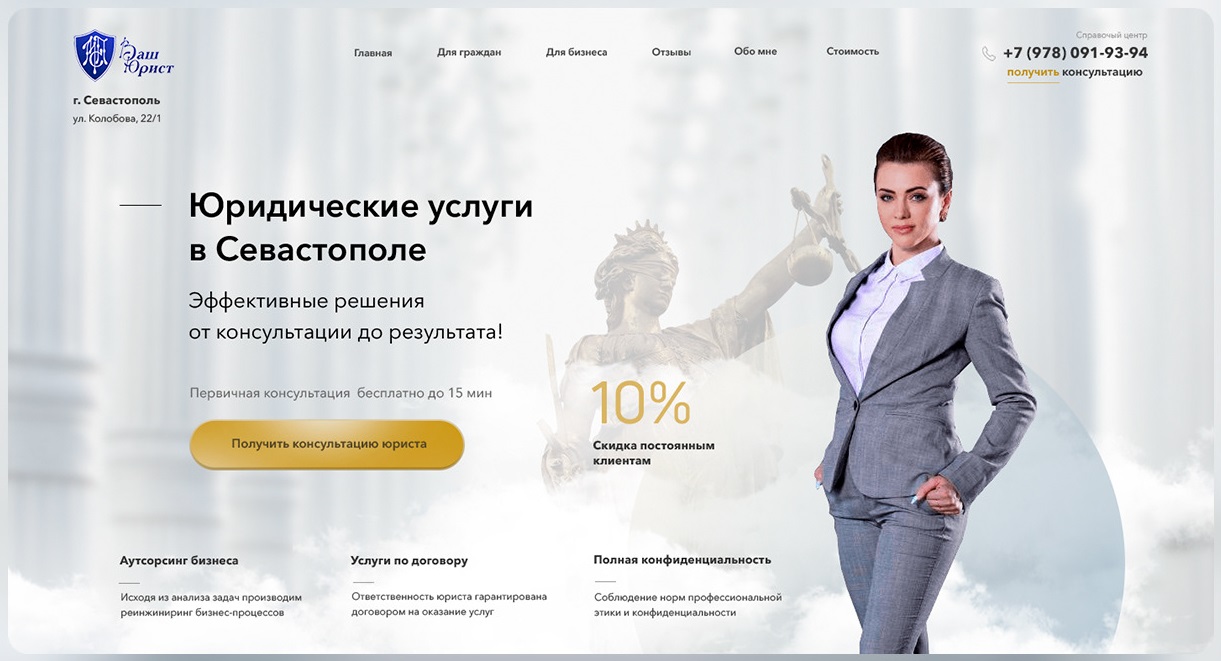 Ваш
Юрист
г. Севастополь
ул. Колобова, 22/1
Главная
Для граждан
Для бизнеса
Отзывы
Обо мне
Стоимость
Справочый центр
+7 (978) 091-93-94
получить консультацию
Юридические услуги
в Севастополе
Эффективные решения
от консультации до результата!
Первичная консультация бесплатно до 15 мин
Получить консультацию юриста
10%
Скидка постоянным
клиентам
Аутсорсинг бизнеса
Исходя из анализа задач производим
реинжиниринг бизнес-процессов
Услуги по договору
Ответственность юриста гарантирована
договором на оказание услуг
Полная конфиденциальность
Соблюдение норм профессиональной
этики и конфиденциальности